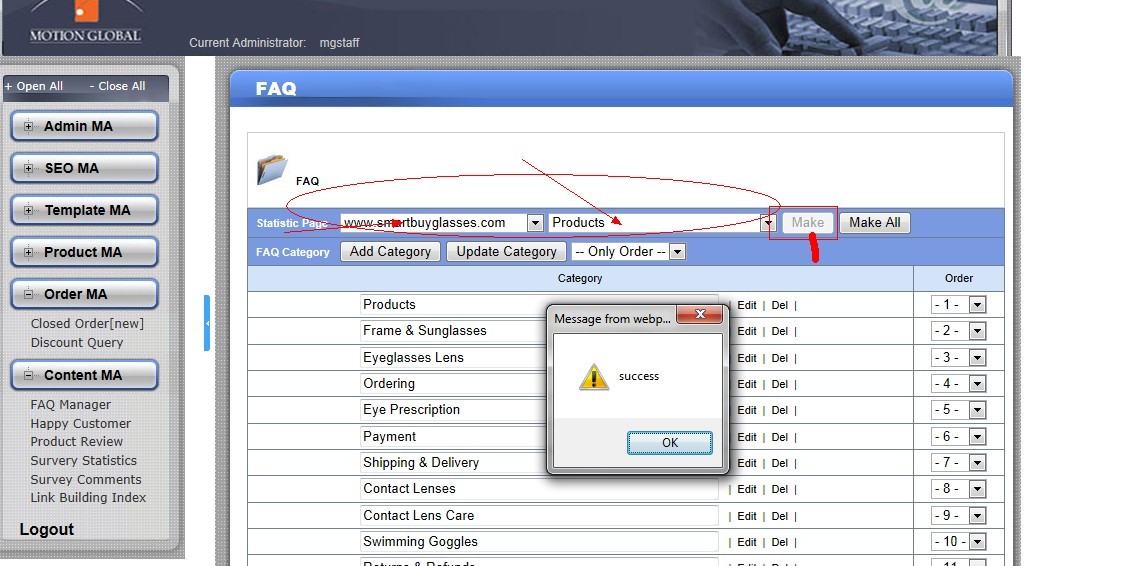 MOTION GLOBAL
Current Administrator: mgstaff
+ Open All - Close All
Admin MA
SEO MA
Template MA
Product MA
Order MA
Closed Order[new]
Discount Query
Content MA
FAQ Manager
Happy Customer
Product Review
Survery Statistics
Survey Comments
Link Building Index
Logout
FAQ
FAQ
Statistic Page www.smartbuyglasses.com Products Make Make All
FAQ Category Add Category Update Category -- Only Order --
Category Order
Products | Edit | Del | - 1 -
Frame & Sunglasses | Edit | Del | - 2 -
Eyeglasses Lens | Edit | Del | - 3 -
Ordering | Edit | Del | - 4 -
Eye Prescription | Edit | Del | - 5 -
Payment | Edit | Del | - 6 -
Shipping & Delivery | Edit | Del | - 7 -
Contact Lenses | Edit | Del | - 8 -
Contact Lens Care | Edit | Del | - 9 -
Swimming Goggles | Edit | Del | - 10 -
Returns & Refunds
Message from webp... X
success
OK